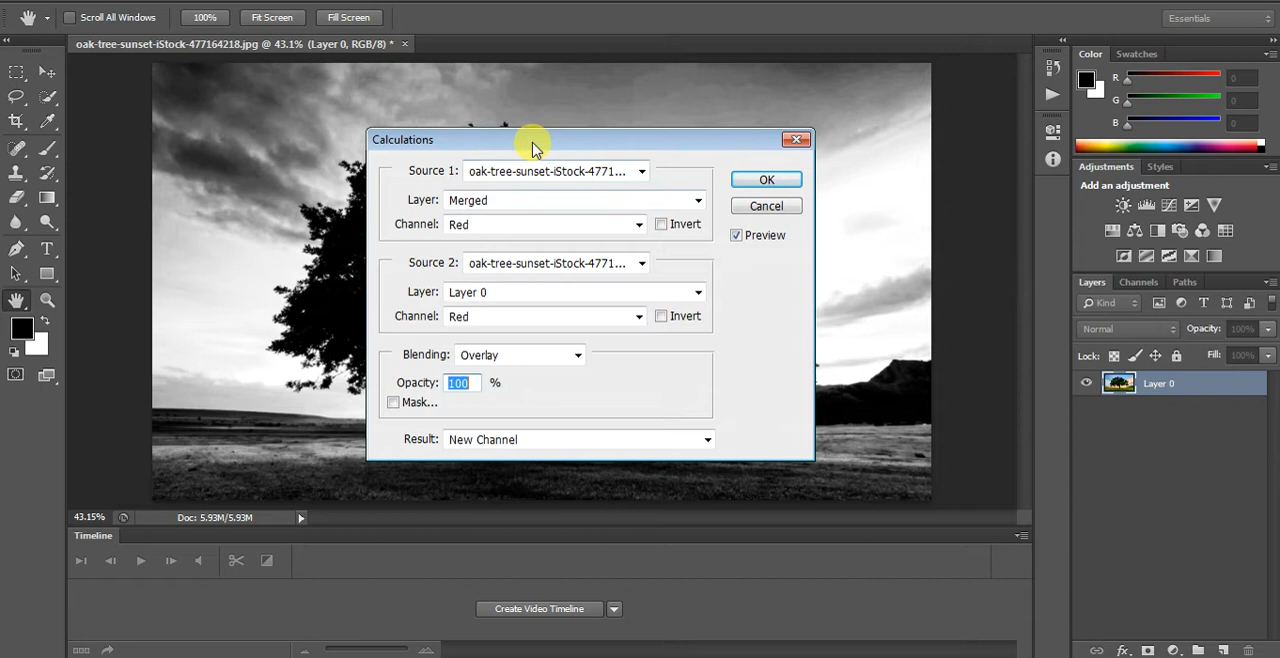 Scroll All Windows 100% Fit Screen Fill Screen Essentials
oak-tree-sunset-iStock-477164218.jpg @ 43.1% (Layer 0, RGB/8) * ×
Color Swatches
R 0
G 0
B 0
Calculations
Source 1: oak-tree-sunset-iStock-4771...
Layer: Merged
Channel: Red Invert
OK
Cancel
Preview
Source 2: oak-tree-sunset-iStock-4771...
Layer: Layer 0
Channel: Red Invert
Blending: Overlay
Opacity: 100 %
Mask...
Result: New Channel
Adjustments Styles
Add an adjustment
Layers Channels Paths
Kind
Normal Opacity: 100%
Lock: Fill: 100%
Layer 0
43.15% Doc: 5.93M/5.93M
Timeline
Create Video Timeline